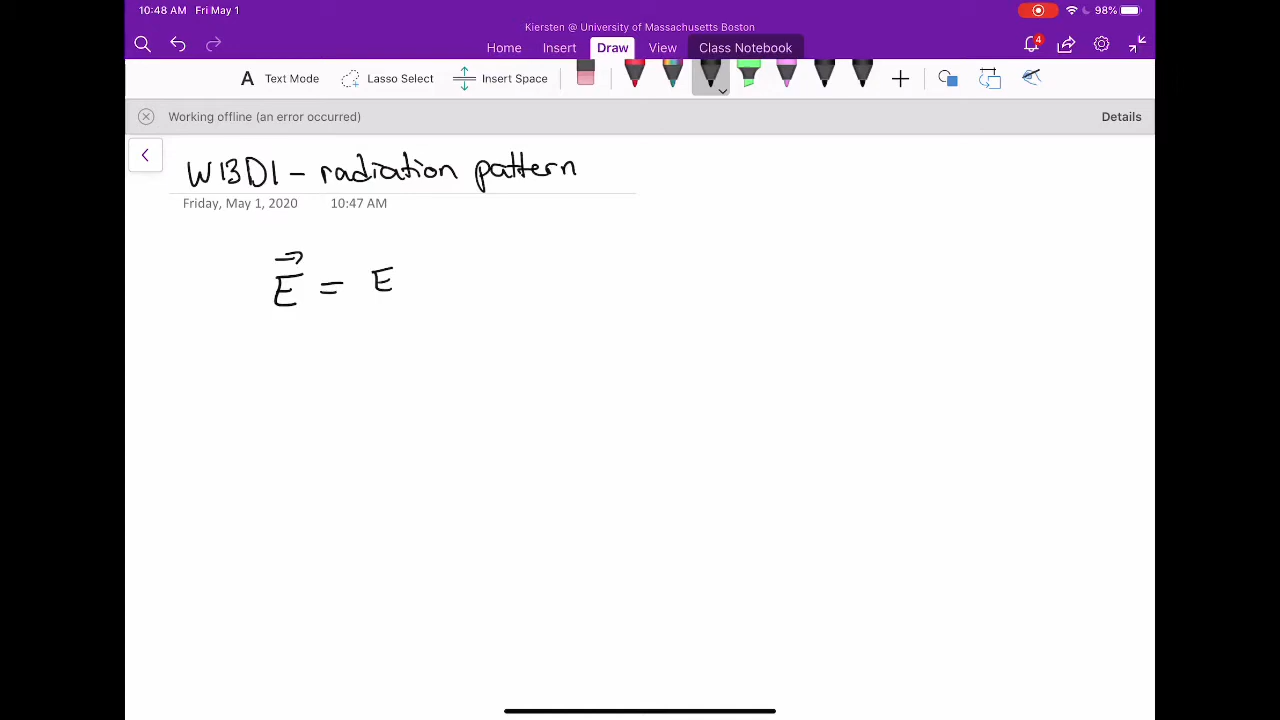 10:48 AM Fri May 1 98%
Kiersten @ University of Massachusetts Boston
Home Insert Draw View Class Notebook 4
A Text Mode Lasso Select Insert Space
Working offline (an error occurred) Details
W13D1 – radiation pattern
Friday, May 1, 2020 10:47 AM
E⃗ = E